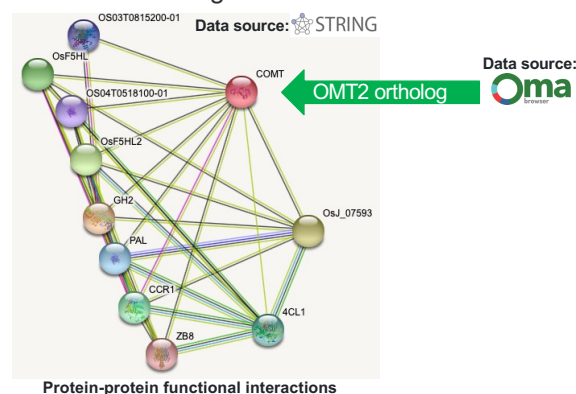 OS03T0815200-01
Data source: STRING
OsF5HL
COMT
Data source:
OS04T0518100-01
OMT2 ortholog
Oma
browser
OsF5HL2
GH2
OsJ_07593
PAL
CCR1
4CL1
ZB8
Protein-protein functional interactions